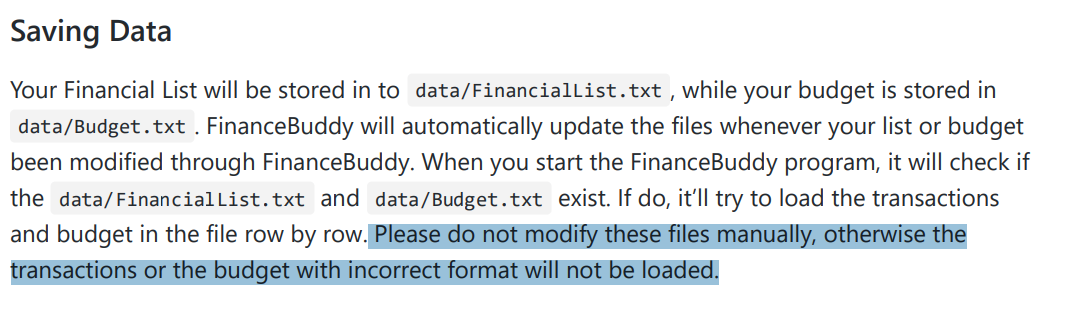 Saving Data
Your Financial List will be stored in to data/FinancialList.txt, while your budget is stored in
data/Budget.txt. FinanceBuddy will automatically update the files whenever your list or budget
been modified through FinanceBuddy. When you start the FinanceBuddy program, it will check if
the data/FinancialList.txt and data/Budget.txt exist. If do, it’ll try to load the transactions
and budget in the file row by row. Please do not modify these files manually, otherwise the
transactions or the budget with incorrect format will not be loaded.